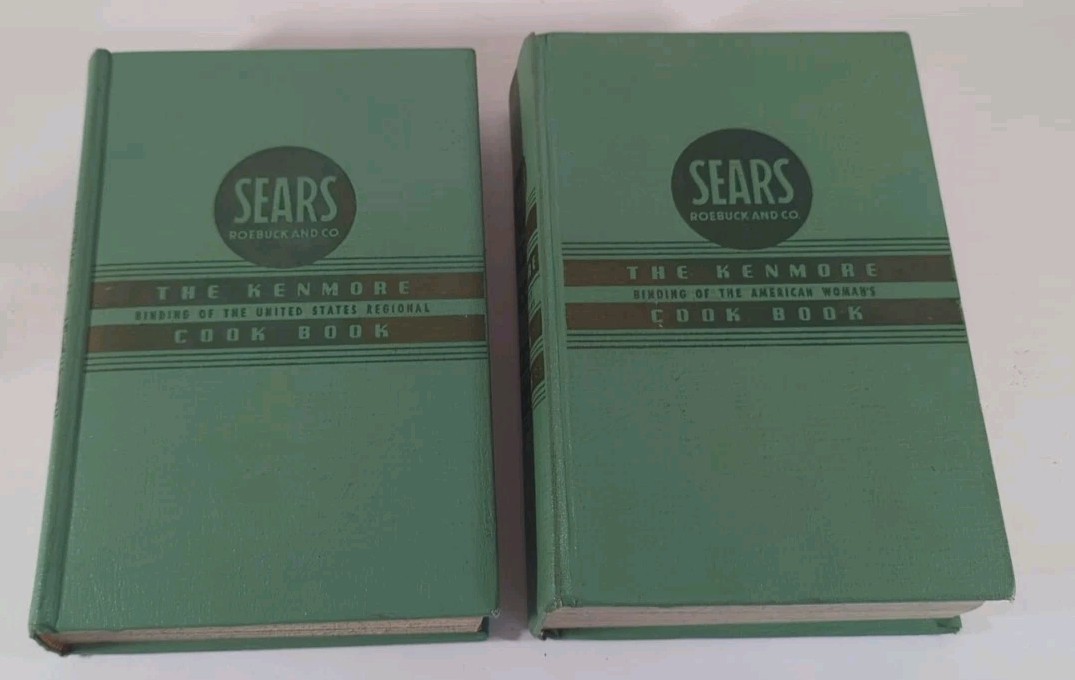 SEARS
ROEBUCK AND CO.
THE KENMORE
BINDING OF THE UNITED STATES REGIONAL
COOK BOOK
SEARS
ROEBUCK AND CO.
THE KENMORE
BINDING OF THE AMERICAN WOMAN'S
COOK BOOK